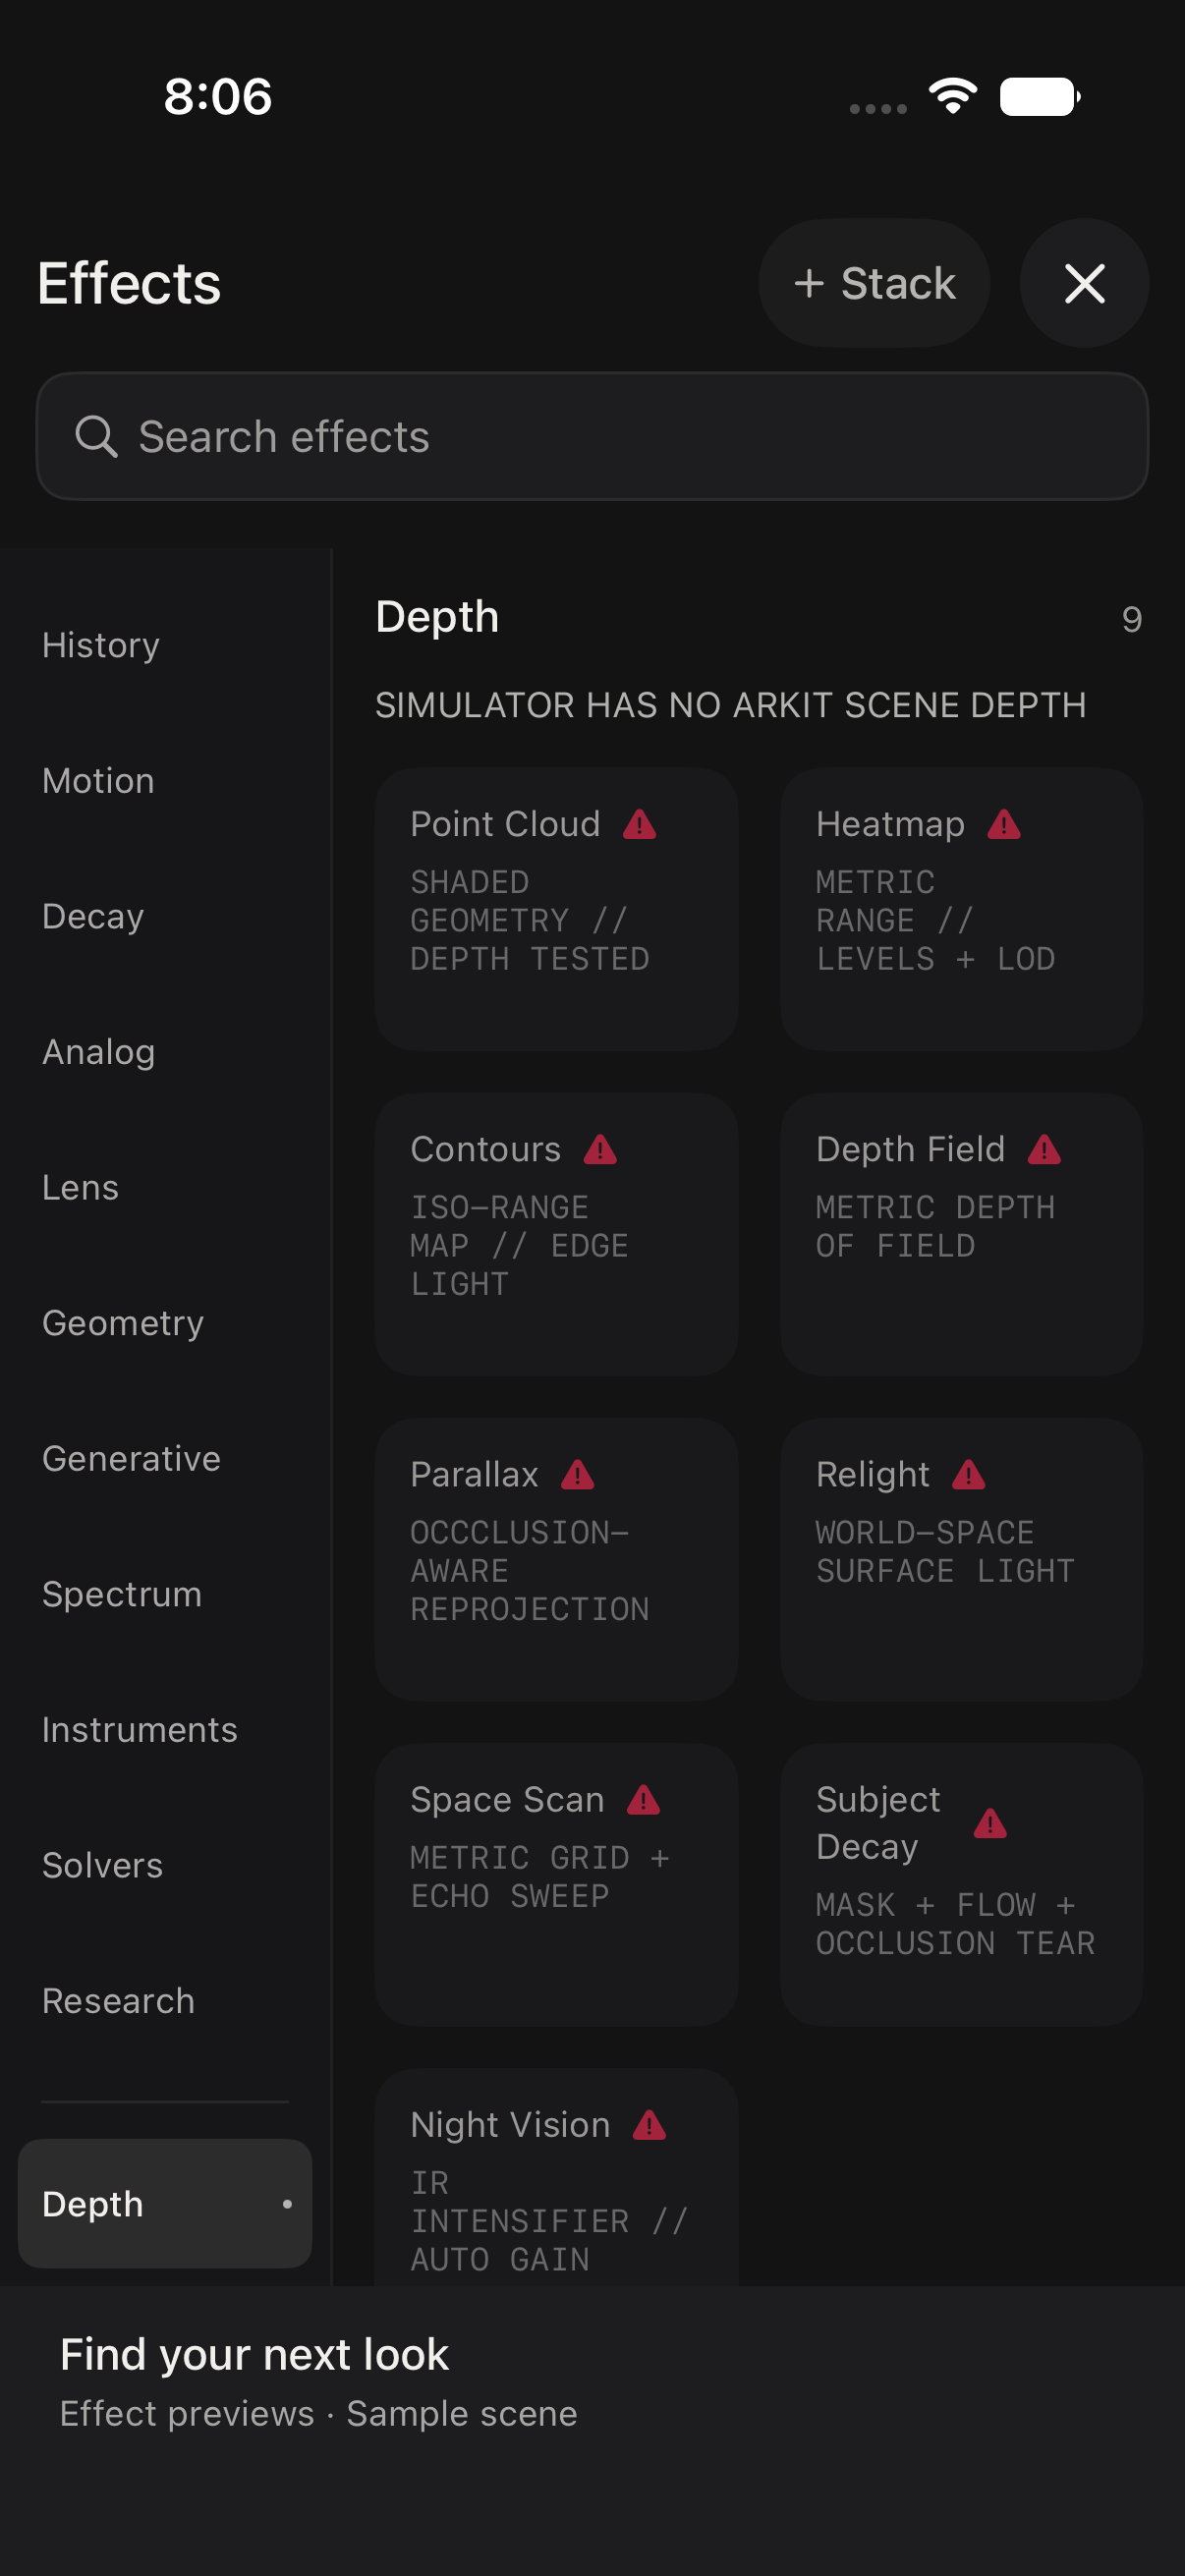 8:06
Effects
+ Stack
Search effects
History
Motion
Decay
Analog
Lens
Geometry
Generative
Spectrum
Instruments
Solvers
Research
Depth
Depth
9
SIMULATOR HAS NO ARKIT SCENE DEPTH
Point Cloud
SHADED
GEOMETRY //
DEPTH TESTED
Heatmap
METRIC
RANGE //
LEVELS + LOD
Contours
ISO–RANGE
MAP // EDGE
LIGHT
Depth Field
METRIC DEPTH
OF FIELD
Parallax
OCCCLUSION–
AWARE
REPROJECTION
Relight
WORLD–SPACE
SURFACE LIGHT
Space Scan
METRIC GRID +
ECHO SWEEP
Subject
Decay
MASK + FLOW +
OCCLUSION TEAR
Night Vision
IR
INTENSIFIER //
AUTO GAIN
Find your next look
Effect previews · Sample scene